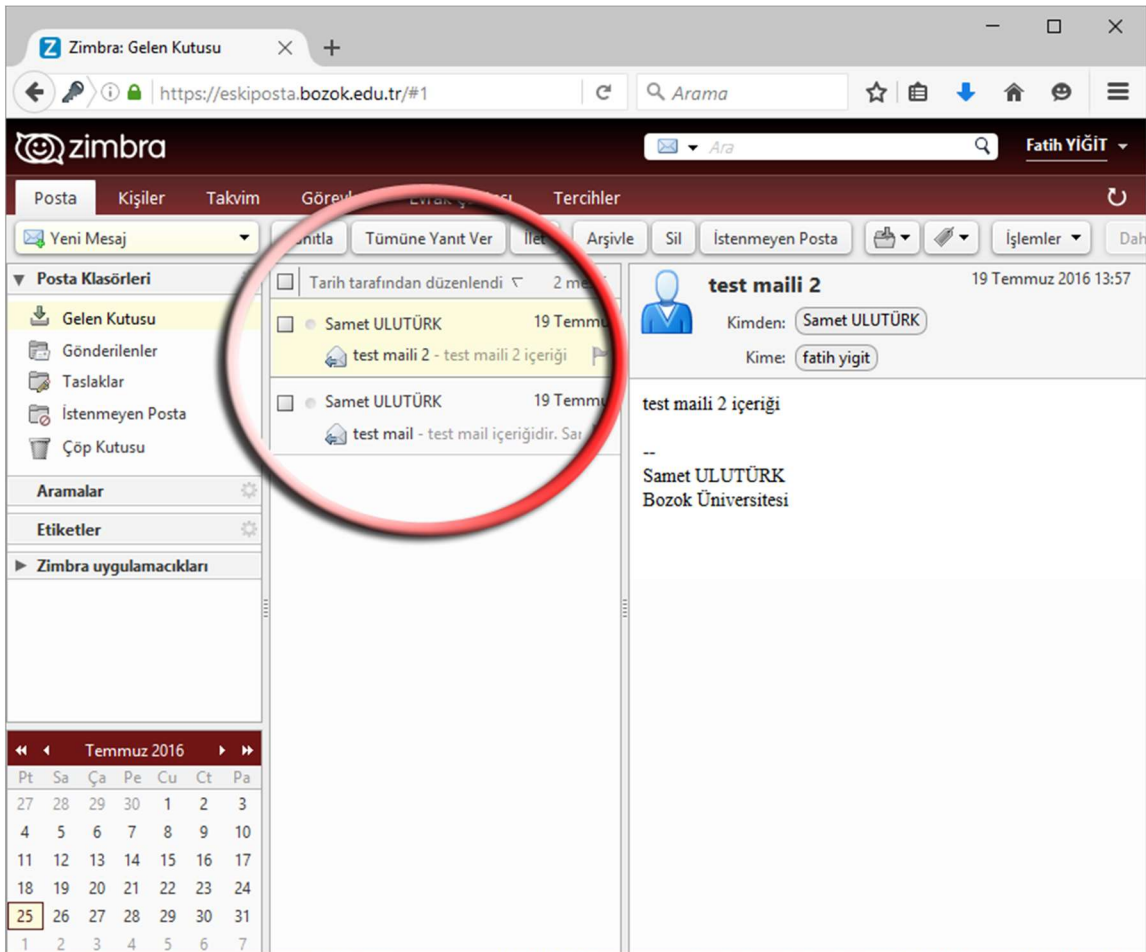 Zimbra: Gelen Kutusu
https://eskiposta.bozok.edu.tr/#1
Arama
zimbra
Ara
Fatih YİĞİT
Posta Kişiler Takvim Tercihler
Yeni Mesaj Tümüne Yanıt Ver İlet Arşivle Sil İstenmeyen Posta İşlemler
Posta Klasörleri
Gelen Kutusu
Gönderilenler
Taslaklar
İstenmeyen Posta
Çöp Kutusu
Aramalar
Etiketler
Zimbra uygulamacıkları
Tarih tarafından düzenlendi 2
Samet ULUTÜRK 19
test maili 2 - test maili 2 içeriği
Samet ULUTÜRK 19
test mail - test mail içeriğidir.
test maili 2 19 Temmuz 2016 13:57
Kimden: Samet ULUTÜRK
Kime: fatih yigit
test maili 2 içeriği
--
Samet ULUTÜRK
Bozok Üniversitesi
Temmuz 2016
Pt Sa Ça Pe Cu Ct Pa
27 28 29 30 1 2 3
4 5 6 7 8 9 10
11 12 13 14 15 16 17
18 19 20 21 22 23 24
25 26 27 28 29 30 31
1 2 3 4 5 6 7